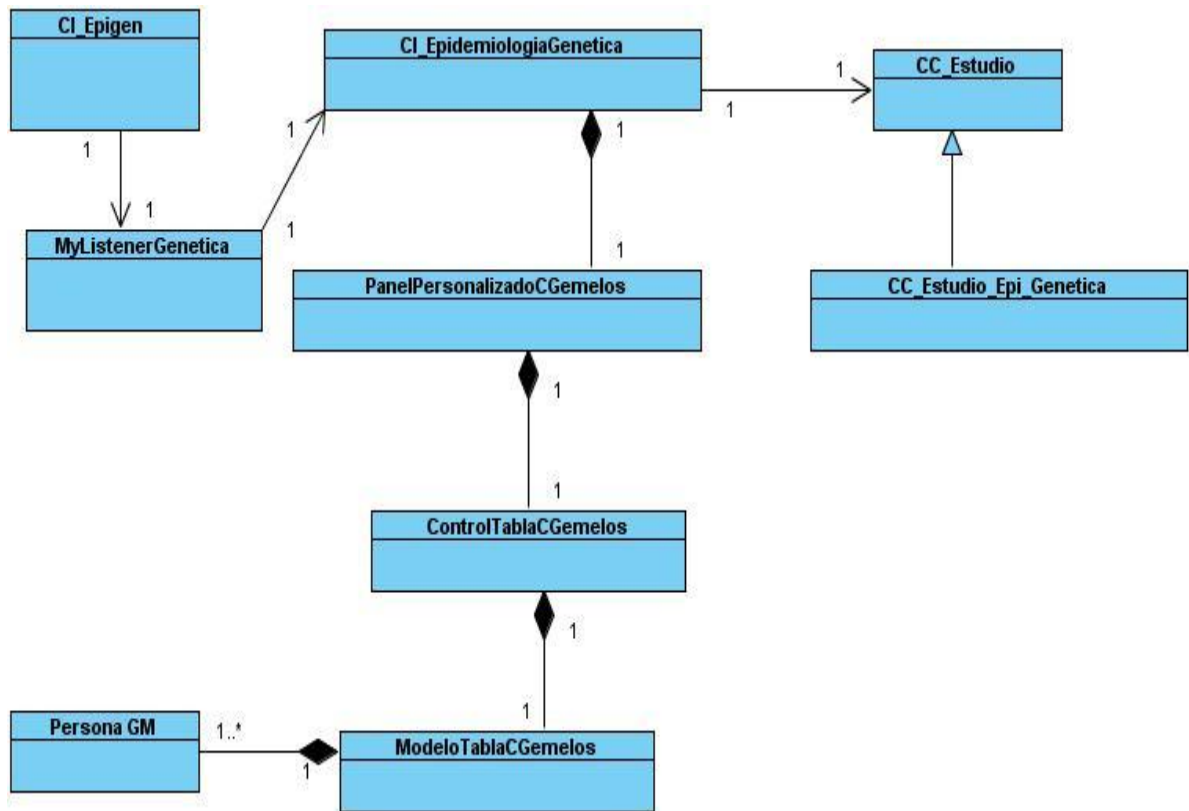 CI_Epigen
CI_EpidemiologiaGenetica
CC_Estudio
1
1
1
1
1
1
1
1
MyListenerGenetica
1
PanelPersonalizadoCGemelos
CC_Estudio_Epi_Genetica
1
1
ControlTablaCGemelos
1
1
Persona GM
1..*
1
ModeloTablaCGemelos